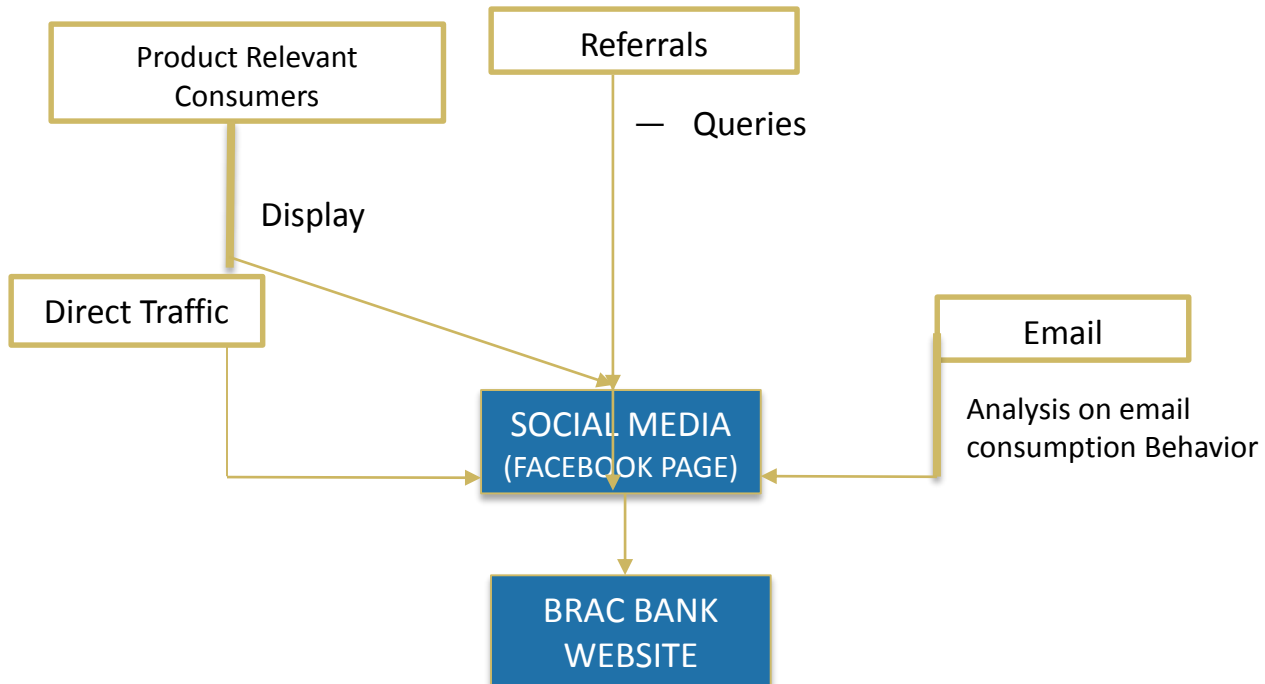 Product Relevant
Consumers
Referrals
— Queries
Display
Direct Traffic
Email
SOCIAL MEDIA
(FACEBOOK PAGE)
Analysis on email
consumption Behavior
BRAC BANK
WEBSITE